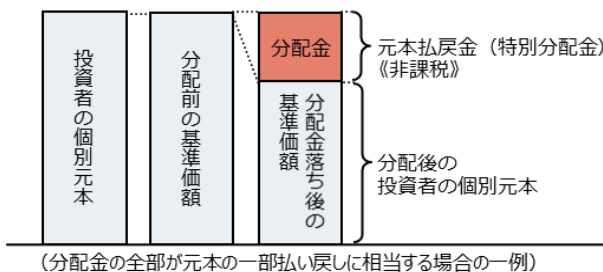 投資者の個別元本
分配前の基準価額
分配金
分配金落ち後の
基準価額
元本払戻金（特別分配金）
《非課税》
分配後の
投資者の個別元本
（分配金の全部が元本の一部払い戻しに相当する場合の一例）